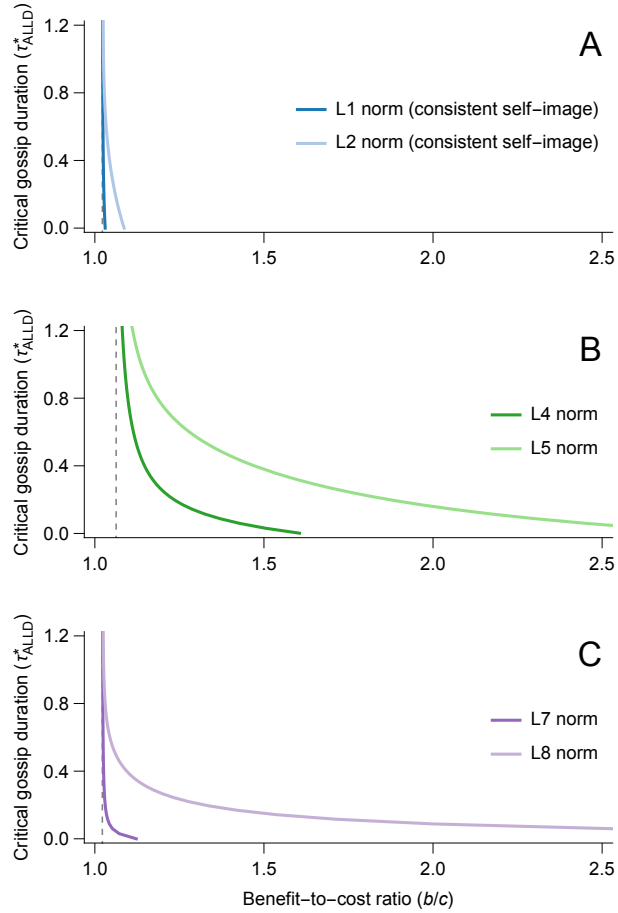 A
Critical gossip duration (τ*ALLD)
1.2
0.8
0.4
0.0
L1 norm (consistent self−image)
L2 norm (consistent self−image)
1.0 1.5 2.0 2.5
B
Critical gossip duration (τ*ALLD)
1.2
0.8
0.4
0.0
L4 norm
L5 norm
1.0 1.5 2.0 2.5
C
Critical gossip duration (τ*ALLD)
1.2
0.8
0.4
0.0
L7 norm
L8 norm
1.0 1.5 2.0 2.5
Benefit−to−cost ratio (b/c)